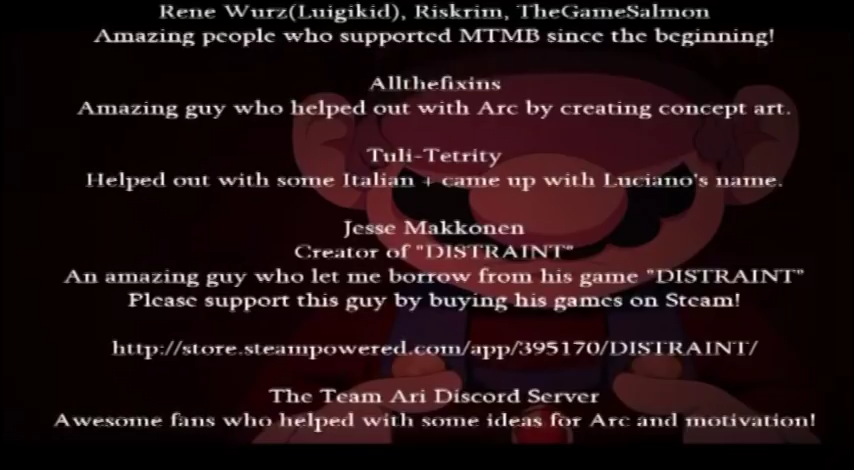 Rene Wurz(Luigikid), Riskrim, TheGameSalmon
Amazing people who supported MTMB since the beginning!
Allthefixins
Amazing guy who helped out with Arc by creating concept art.
Tuli-Tetrity
Helped out with some Italian + came up with Luciano's name.
Jesse Makkonen
Creator of "DISTRAINT"
An amazing guy who let me borrow from his game "DISTRAINT"
Please support this guy by buying his games on Steam!
http://store.steampowered.com/app/395170/DISTRAINT/
The Team Ari Discord Server
Awesome fans who helped with some ideas for Arc and motivation!